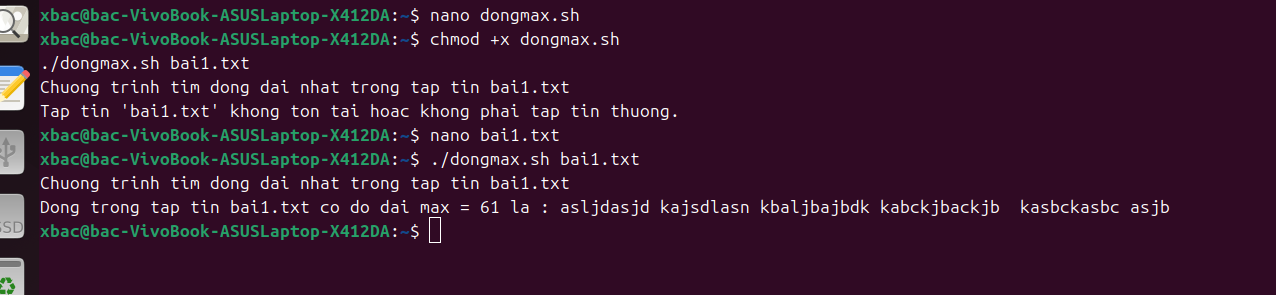 xbac@bac-VivoBook-ASUSLaptop-X412DA:~$ nano dongmax.sh
xbac@bac-VivoBook-ASUSLaptop-X412DA:~$ chmod +x dongmax.sh
./dongmax.sh bai1.txt
Chuong trinh tim dong dai nhat trong tap tin bai1.txt
Tap tin 'bai1.txt' khong ton tai hoac khong phai tap tin thuong.
xbac@bac-VivoBook-ASUSLaptop-X412DA:~$ nano bai1.txt
xbac@bac-VivoBook-ASUSLaptop-X412DA:~$ ./dongmax.sh bai1.txt
Chuong trinh tim dong dai nhat trong tap tin bai1.txt
Dong trong tap tin bai1.txt co do dai max = 61 la : asljdasjd kajsdlasn kbaljbajbdk kabckjbackjb  kasbckasbc asjb
xbac@bac-VivoBook-ASUSLaptop-X412DA:~$
SSD